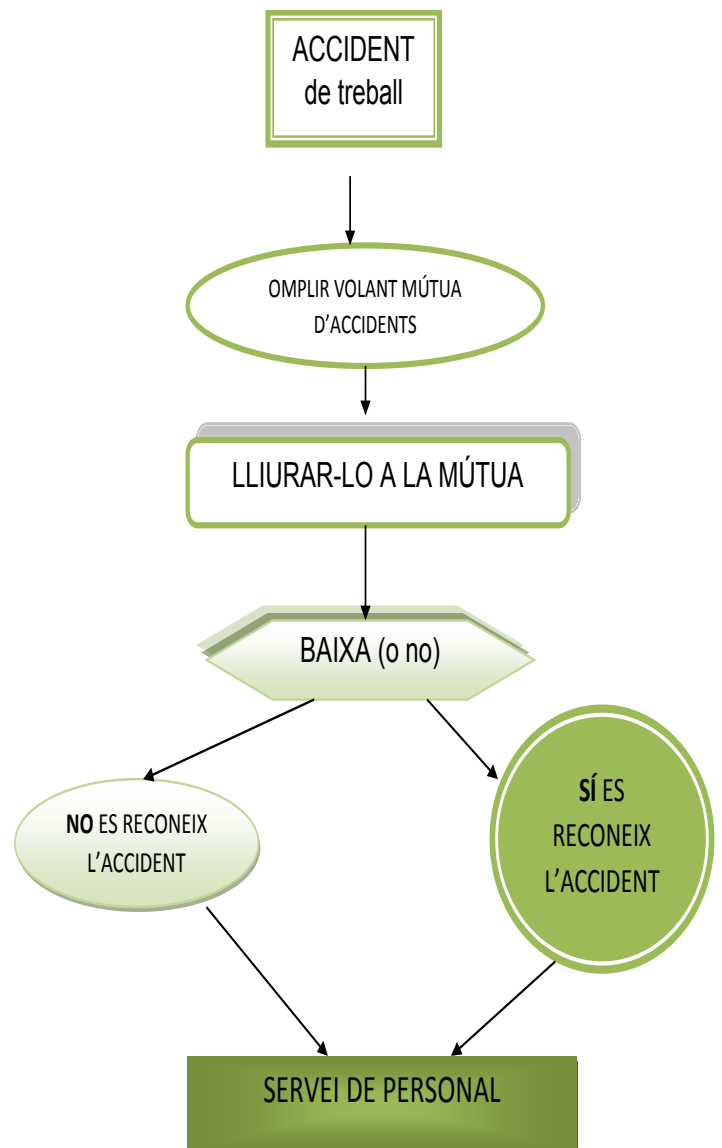 ACCIDENT
de treball
OMPLIR VOLANT MÚTUA
D’ACCIDENTS
LLIURAR-LO A LA MÚTUA
BAIXA (o no)
NO ES RECONEIX
L’ACCIDENT
SÍ ES
RECONEIX
L’ACCIDENT
SERVEI DE PERSONAL